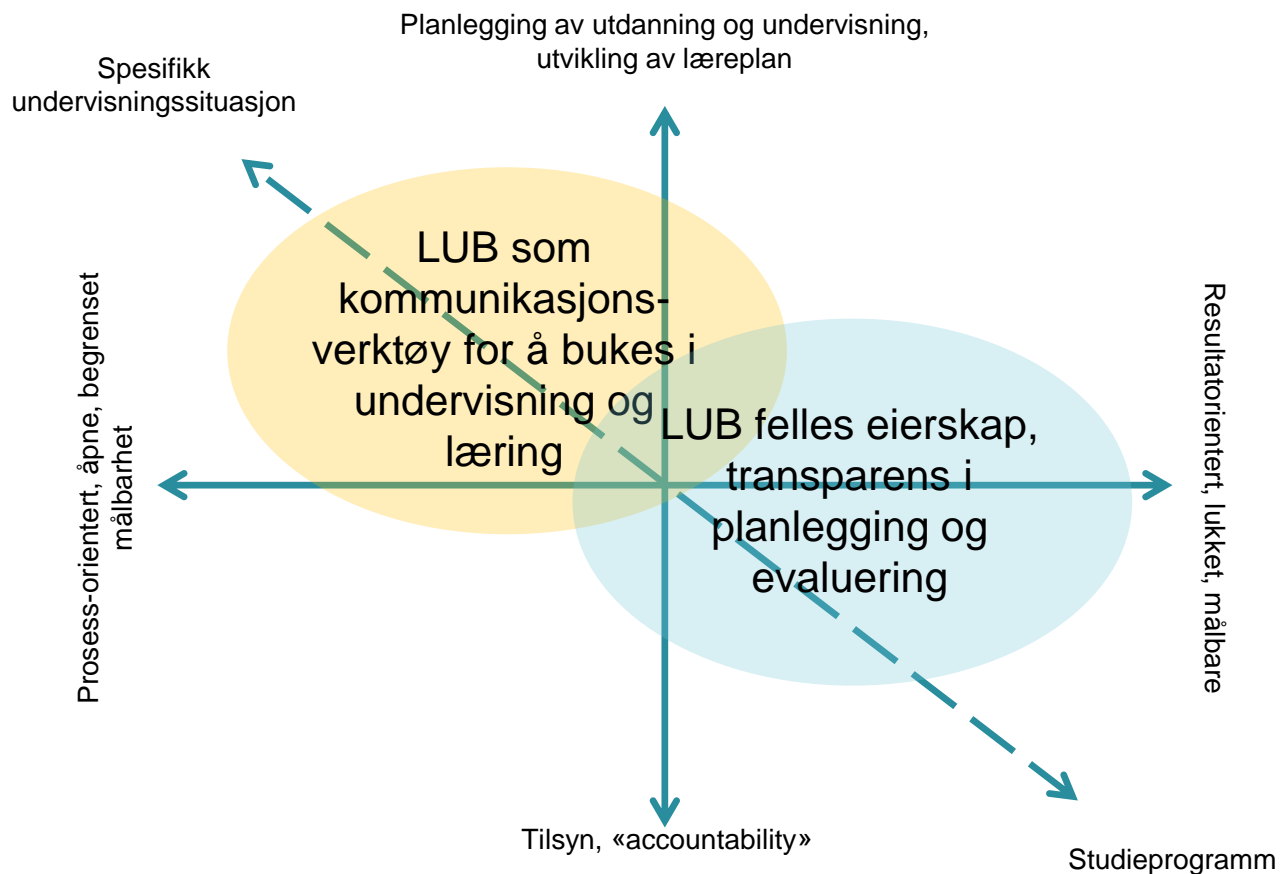 Planlegging av utdanning og undervisning,
utvikling av læreplan
Spesifikk
undervisningssituasjon
LUB som
kommunikasjons-
verktøy for å bukes i
undervisning og
læring
LUB felles eierskap,
transparens i
planlegging og
evaluering
Prosess-orientert, åpne, begrenset
målbarhet
Resultatorientert, lukket, målbare
Tilsyn, «accountability»
Studieprogramm